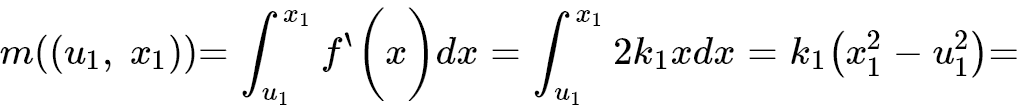 m((u₁, x₁))=∫_{u₁}^{x₁} f‵(x)dx = ∫_{u₁}^{x₁} 2k₁xdx = k₁(x₁² − u₁²)=